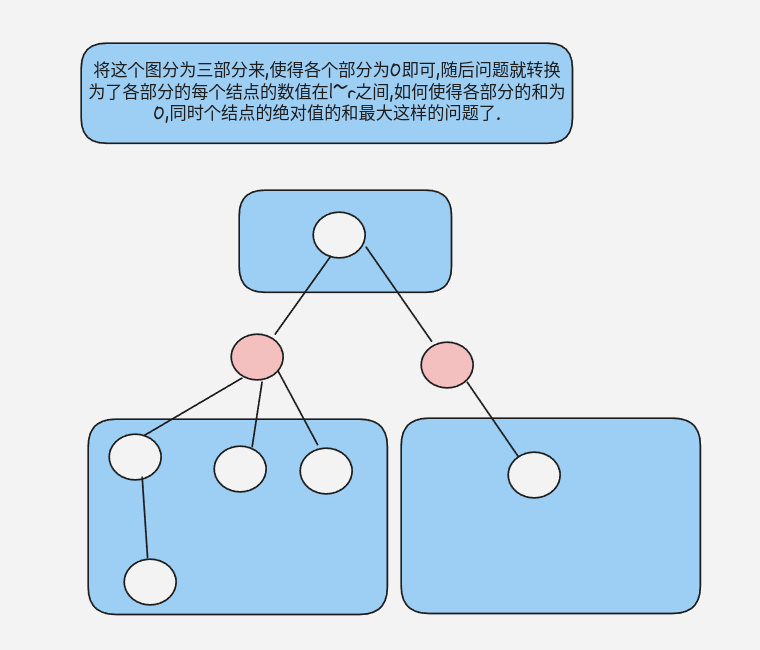 将这个图分为三部分来,使得各个部分为0即可,随后问题就转换
为了各部分的每个结点的数值在l~r之间,如何使得各部分的和为
0,同时个结点的绝对值的和最大这样的问题了.